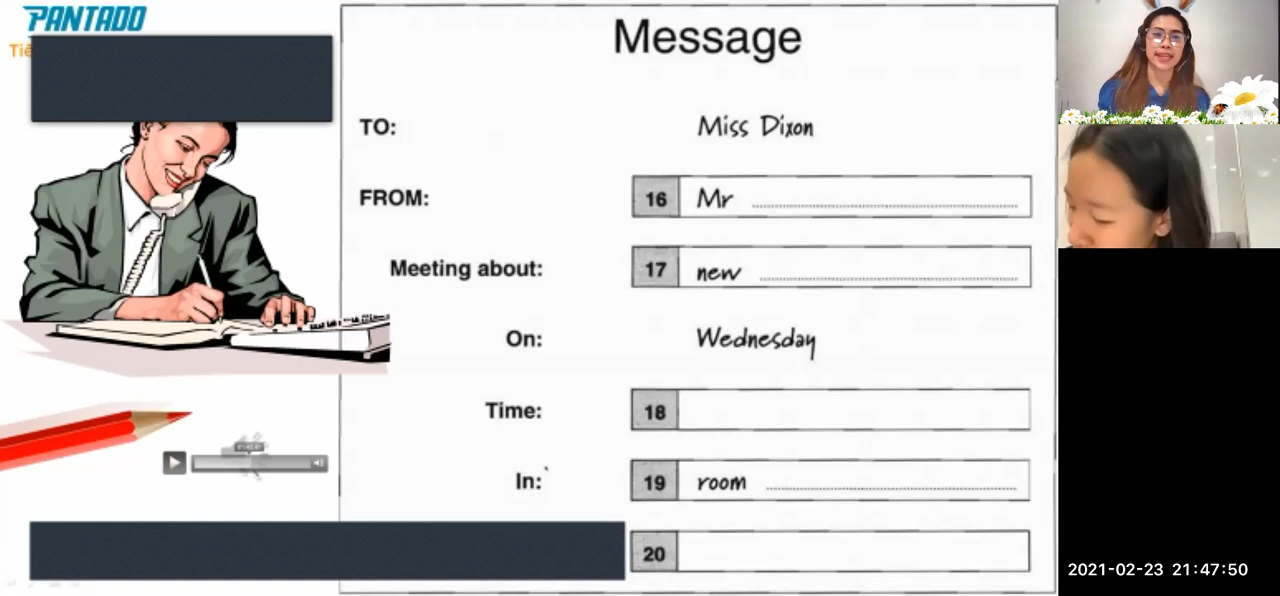 PANTADO
Message
TO: Miss Dixon
FROM: 16 Mr
Meeting about: 17 new
On: Wednesday
Time: 18
In: 19 room
20
2021-02-23 21:47:50